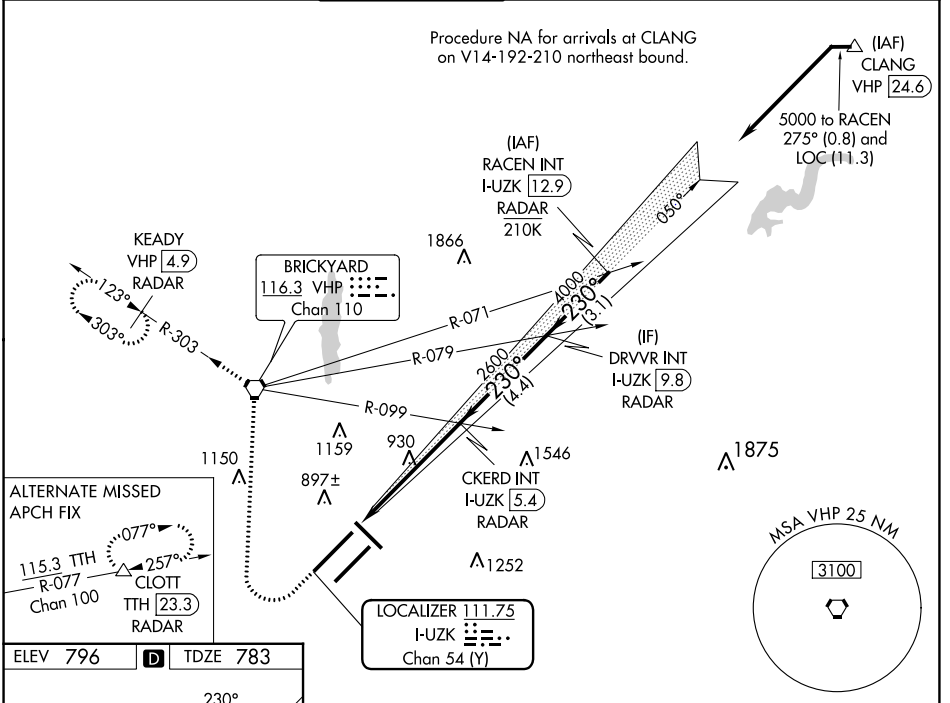 Procedure NA for arrivals at CLANG
on V14-192-210 northeast bound.
(IAF)
CLANG
VHP 24.6
5000 to RACEN
275° (0.8) and
LOC (11.3)
(IAF)
RACEN INT
I-UZK 12.9
RADAR
210K
050°
KEADY
VHP 4.9
RADAR
1866
BRICKYARD
116.3 VHP
Chan 110
123°
303°
R-303
R-071
4000
230°
(3.1)
R-079
(IF)
DRVVR INT
I-UZK 9.8
RADAR
2600
230°
(4.4)
R-099
1159
930
1150
897±
1546
1875
CKERD INT
I-UZK 5.4
RADAR
1252
ALTERNATE MISSED
APCH FIX
077°
115.3 TTH
R-077
Chan 100
257°
CLOTT
TTH 23.3
RADAR
MSA VHP 25 NM
3100
LOCALIZER 111.75
I-UZK
Chan 54 (Y)
ELEV 796 D TDZE 783
230°